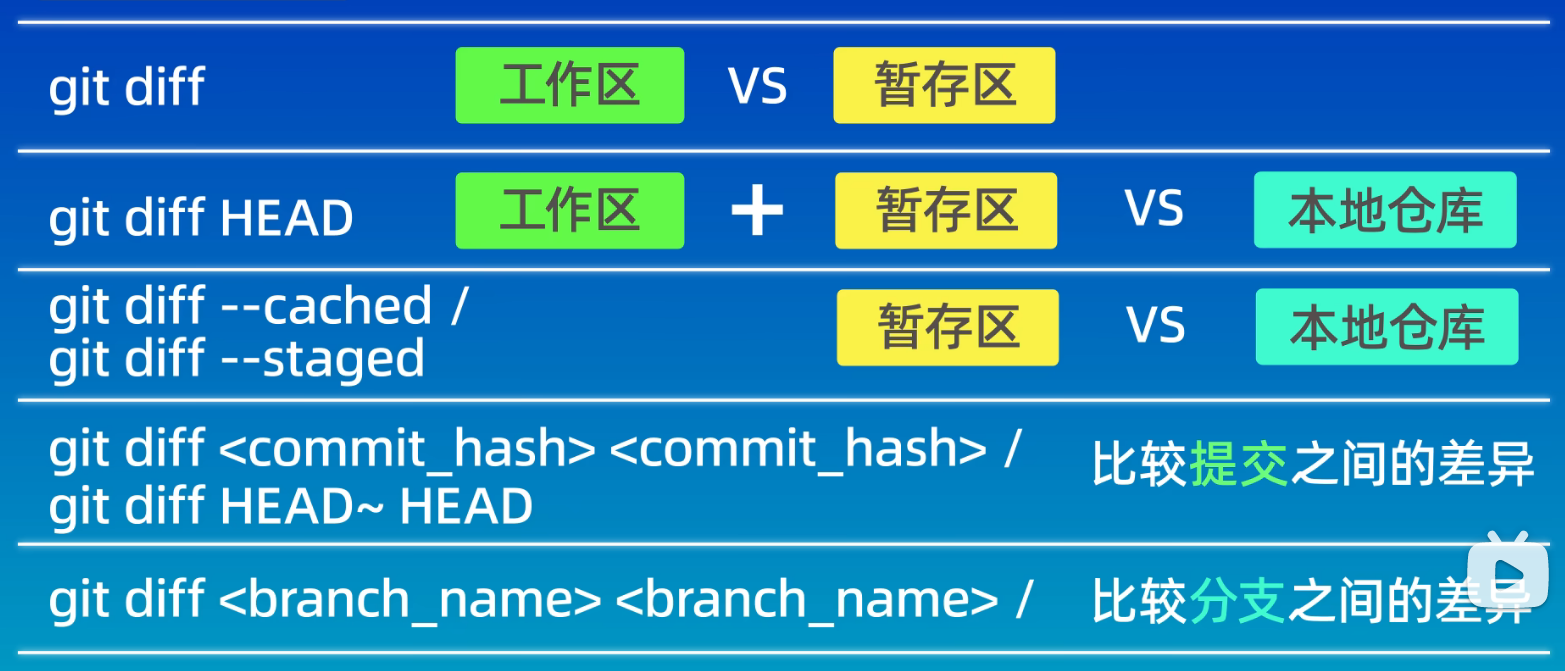 git diff 工作区 VS 暂存区
git diff HEAD 工作区 + 暂存区 VS 本地仓库
git diff --cached /
git diff --staged 暂存区 VS 本地仓库
git diff <commit_hash> <commit_hash> /
git diff HEAD~ HEAD 比较提交之间的差异
git diff <branch_name> <branch_name> / 比较分支之间的差异